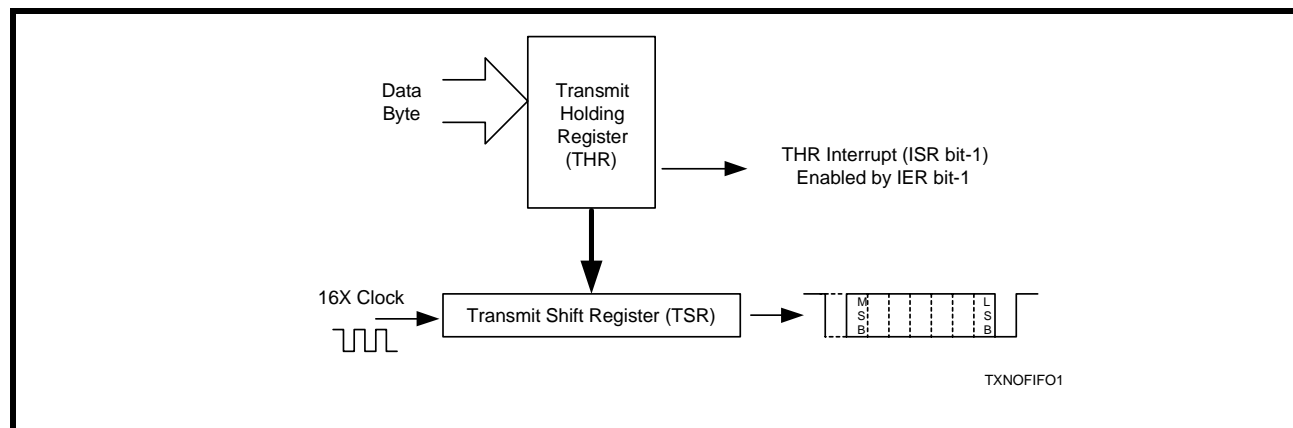 Data
Byte
Transmit
Holding
Register
(THR)
THR Interrupt (ISR bit-1)
Enabled by IER bit-1
16X Clock
Transmit Shift Register (TSR)
M
S
B
L
S
B
TXNOFIFO1